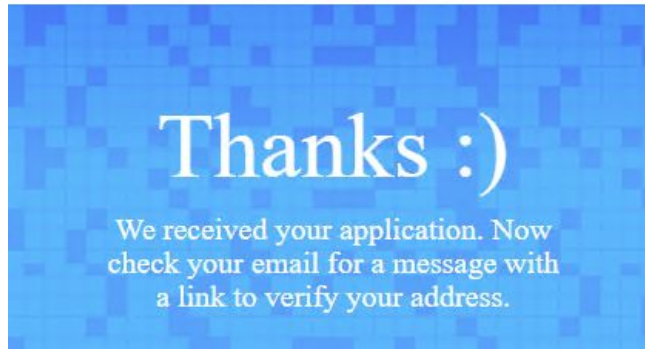 Thanks :)
We received your application. Now
check your email for a message with
a link to verify your address.